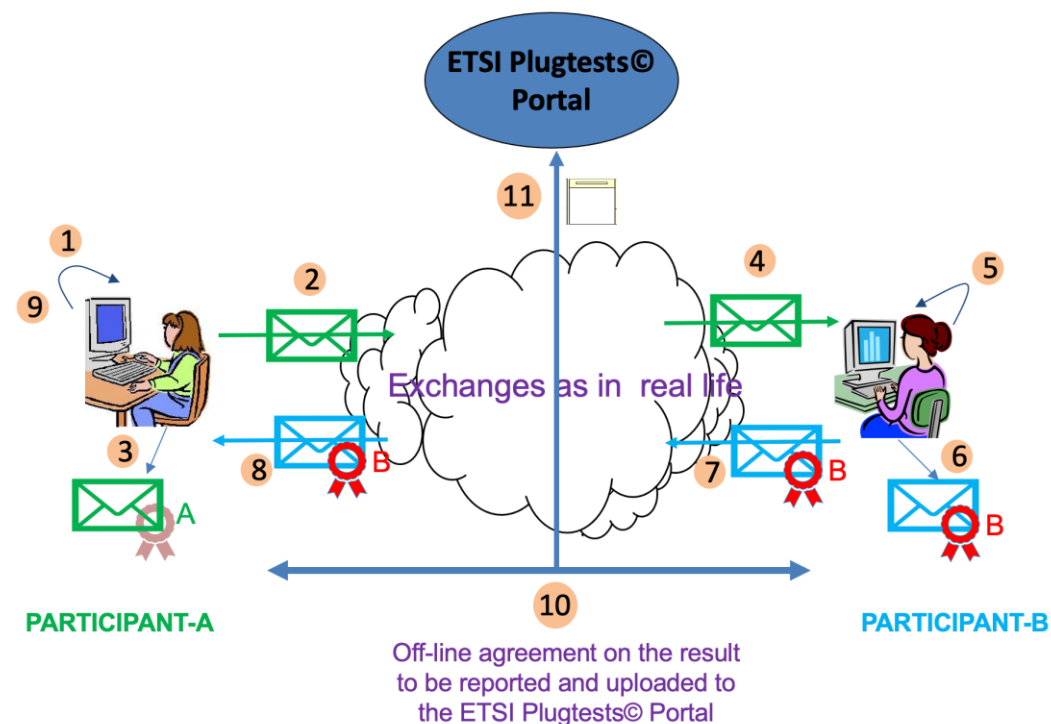 ETSI Plugtests©
Portal
11
1
2
4
5
9
Exchanges as in real life
3
8
B
7
B
6
A
B
10
PARTICIPANT-A
PARTICIPANT-B
Off-line agreement on the result
to be reported and uploaded to
the ETSI Plugtests© Portal